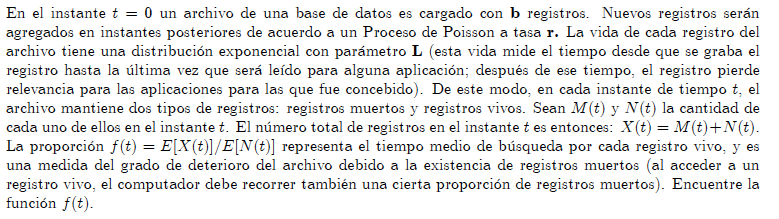 En el instante t = 0 un archivo de una base de datos es cargado con b registros. Nuevos registros serán
agregados en instantes posteriores de acuerdo a un Proceso de Poisson a tasa r. La vida de cada registro del
archivo tiene una distribución exponencial con parámetro L (esta vida mide el tiempo desde que se graba el
registro hasta la última vez que será leído para alguna aplicación; después de ese tiempo, el registro pierde
relevancia para las aplicaciones para las que fue concebido). De este modo, en cada instante de tiempo t, el
archivo mantiene dos tipos de registros: registros muertos y registros vivos. Sean M(t) y N(t) la cantidad de
cada uno de ellos en el instante t. El número total de registros en el instante t es entonces: X(t) = M(t)+N(t).
La proporción f(t) = E[X(t)]/E[N(t)] representa el tiempo medio de búsqueda por cada registro vivo, y es
una medida del grado de deterioro del archivo debido a la existencia de registros muertos (al acceder a un
registro vivo, el computador debe recorrer también una cierta proporción de registros muertos). Encuentre la
función f(t).